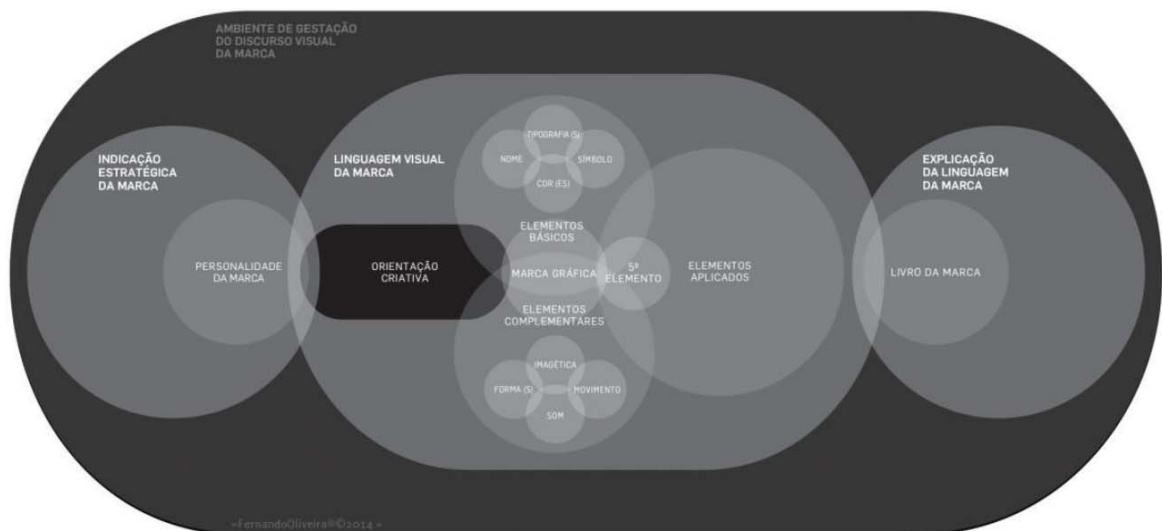 AMBIENTE DE GESTAÇÃO
DO DISCURSO VISUAL
DA MARCA
INDICAÇÃO
ESTRATÉGICA
DA MARCA
PERSONALIDADE
DA MARCA
LINGUAGEM VISUAL
DA MARCA
ORIENTAÇÃO
CRIATIVA
TIPOGRAFIA (S)
NOME
SÍMBOLO
COR (ES)
ELEMENTOS
BÁSICOS
MARCA GRÁFICA
5º
ELEMENTO
ELEMENTOS
COMPLEMENTARES
IMAGÉTICA
FORMA (S)
MOVIMENTO
SOM
ELEMENTOS
APLICADOS
EXPLICAÇÃO
DA LINGUAGEM
DA MARCA
LIVRO DA MARCA
»FernandoOliveira®©2014 »